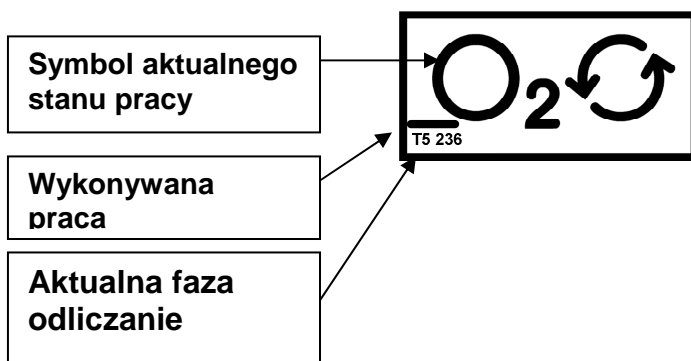 Symbol aktualnego
stanu pracy
O2
T5 236
Wykonywana
praca
Aktualna faza
odliczanie